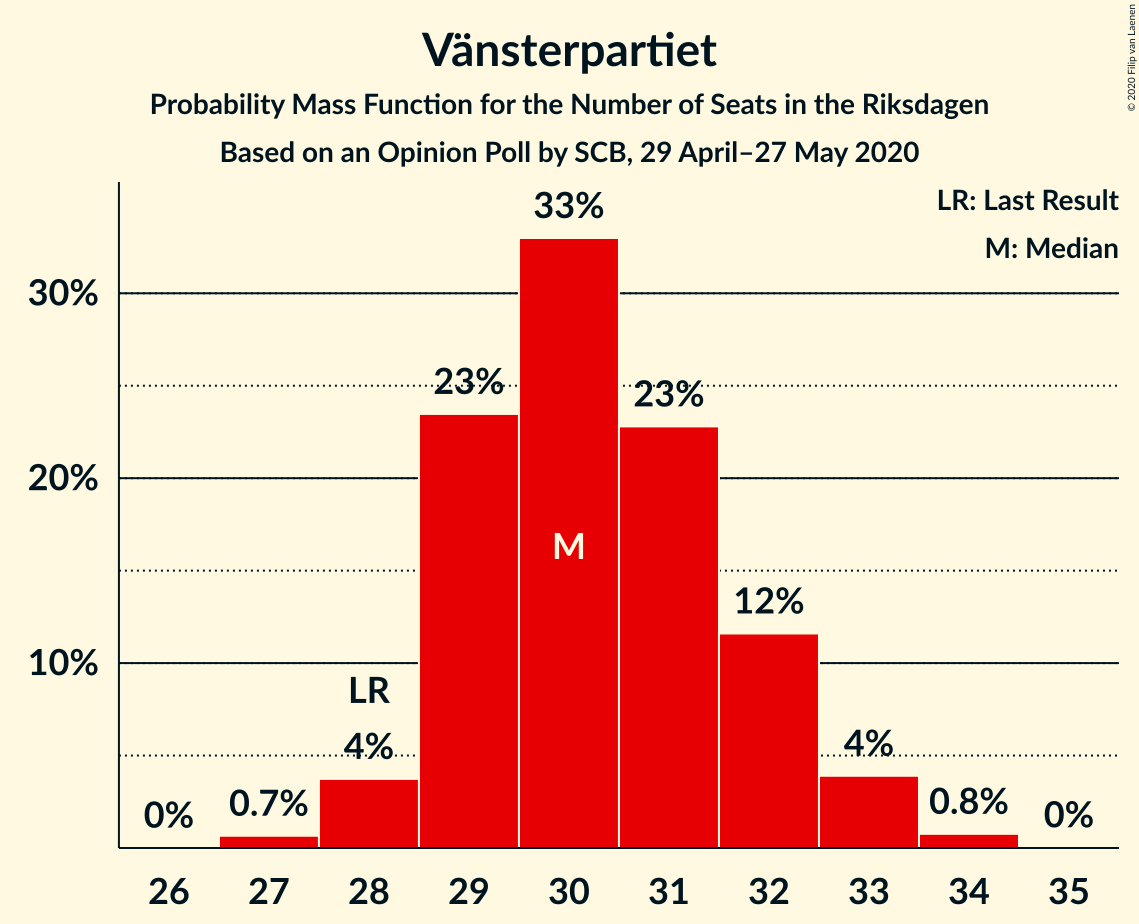 Vänsterpartiet
Probability Mass Function for the Number of Seats in the Riksdagen
Based on an Opinion Poll by SCB, 29 April–27 May 2020
© 2020 Filip van Laenen
LR: Last Result
M: Median
33%
30%
23%
23%
20%
M
12%
10%
LR
4%
4%
0%
0.7%
0.8%
0%
26 27 28 29 30 31 32 33 34 35